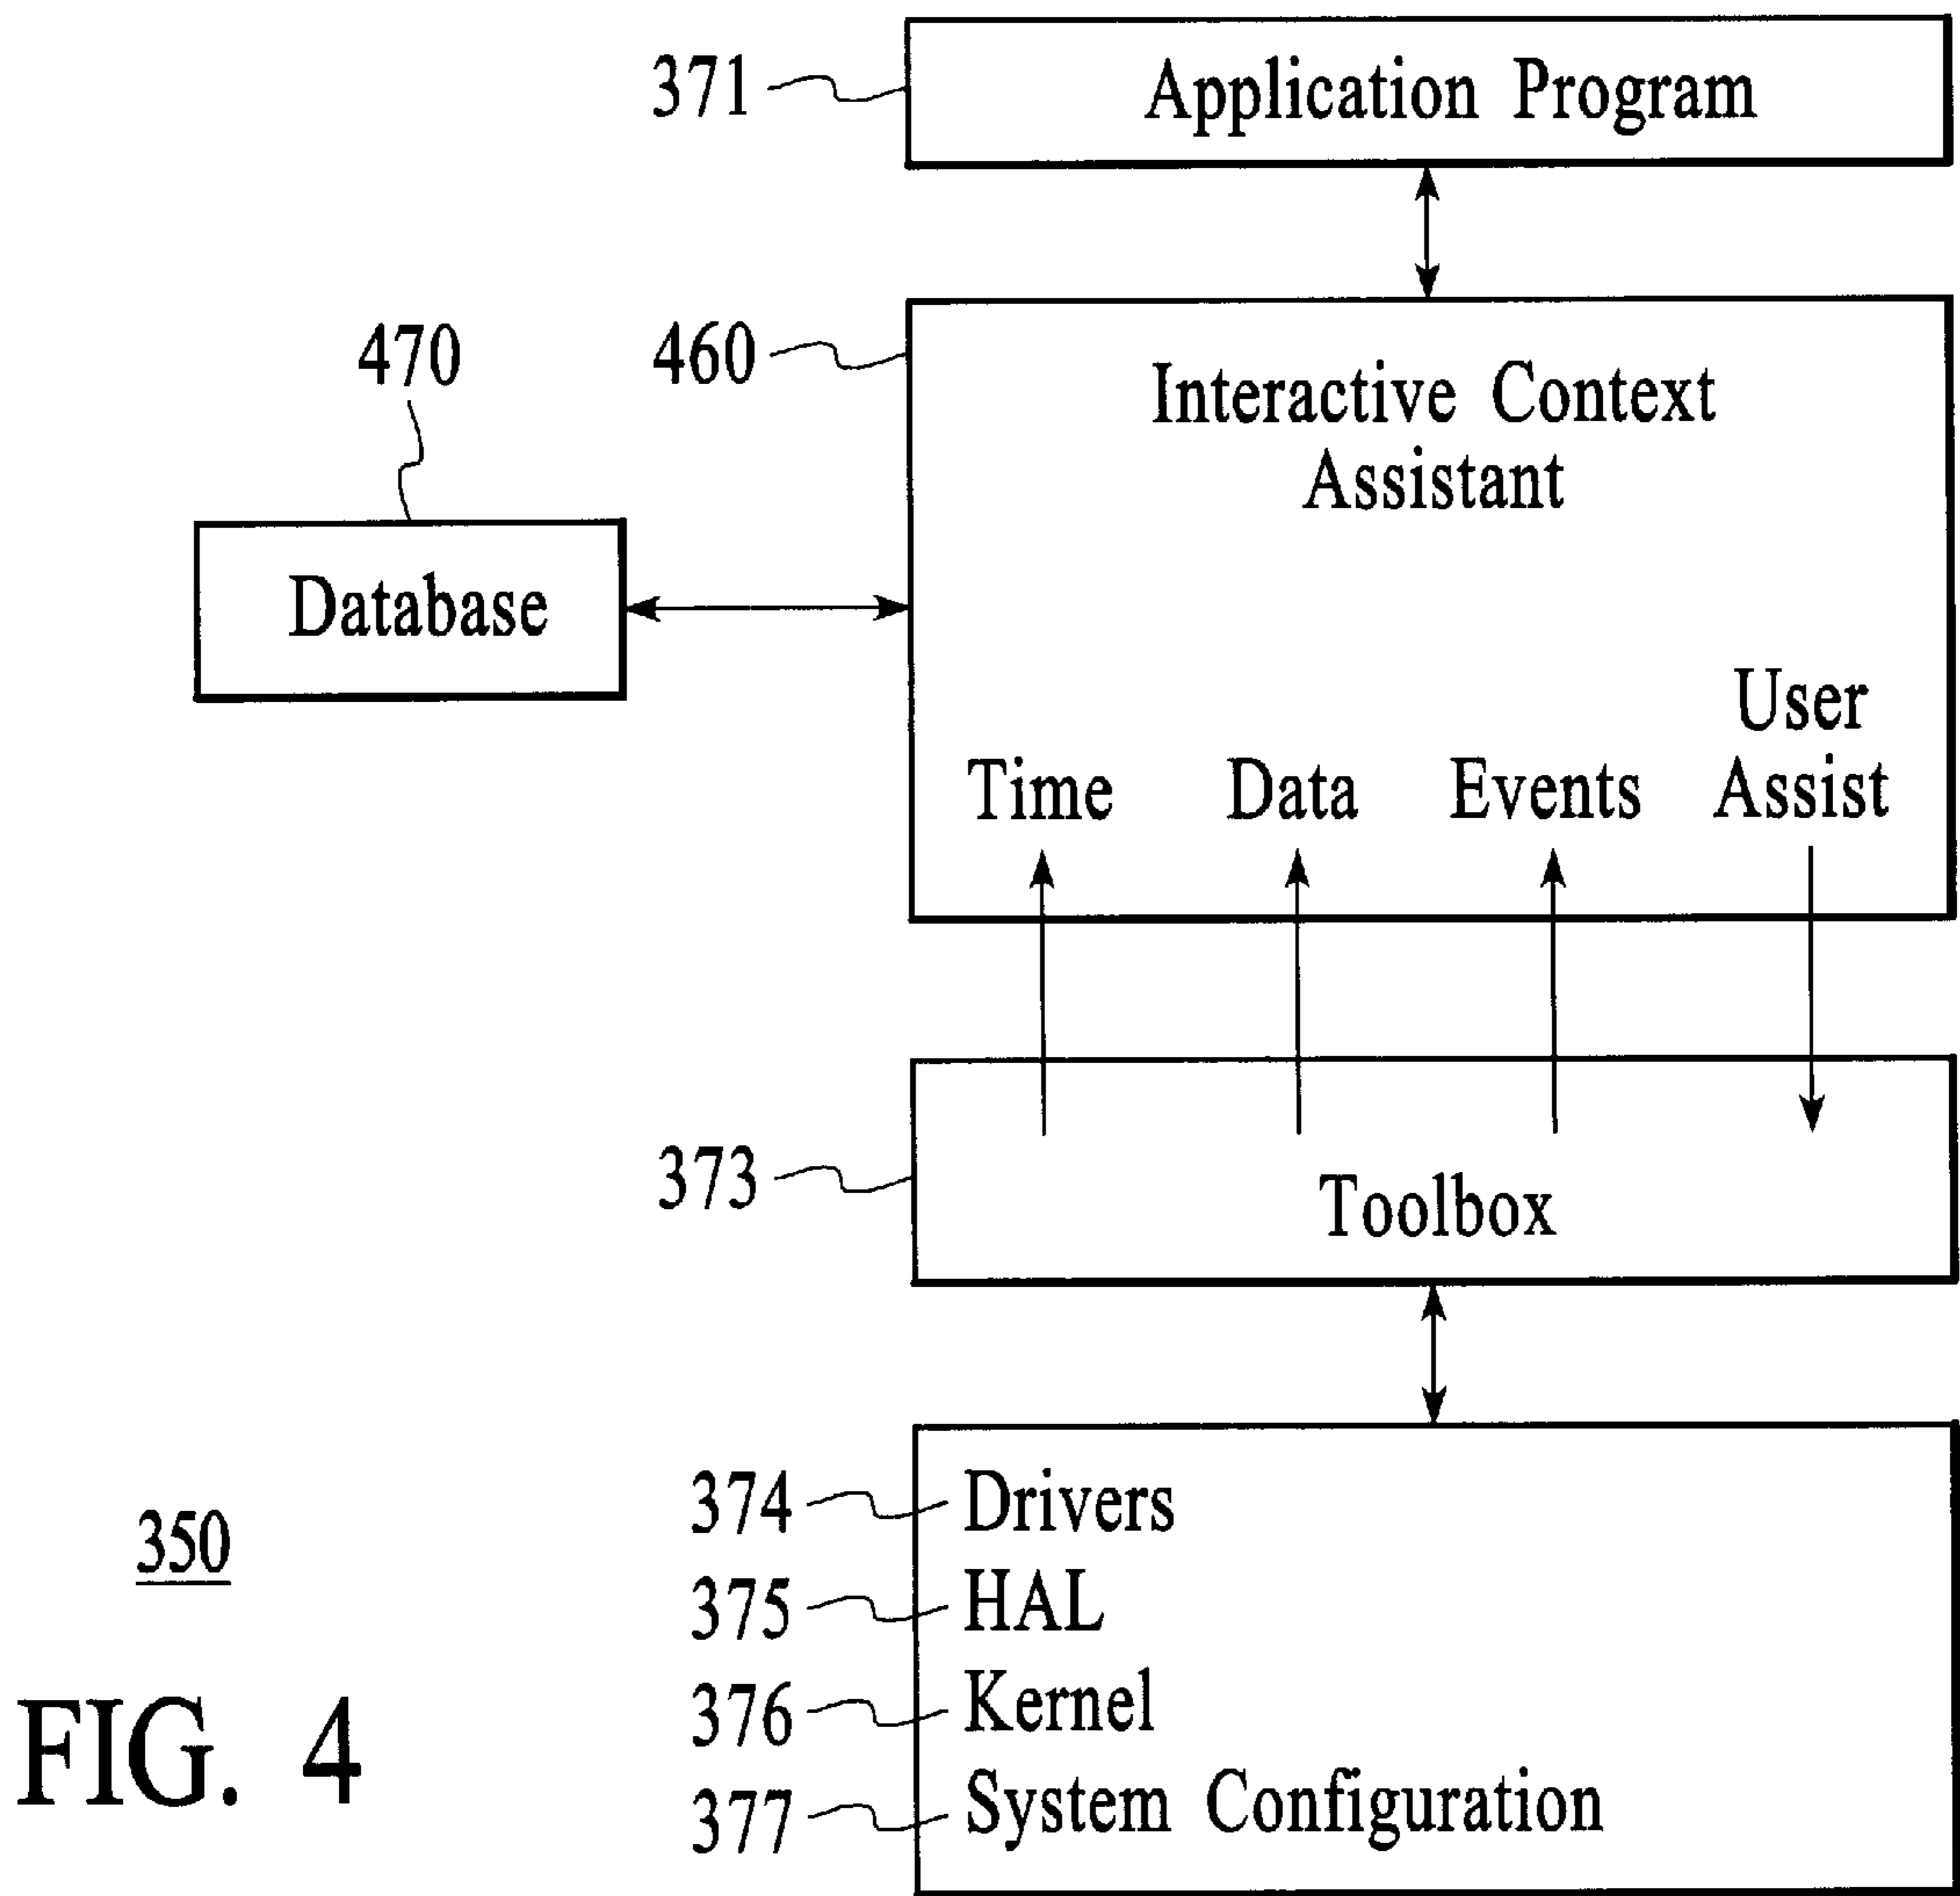 371 Application Program
470
460 Interactive Context
Assistant
Database
User
Time Data Events Assist
373 Toolbox
374 Drivers
350
375 HAL
376 Kernel
377 System Configuration
FIG. 4